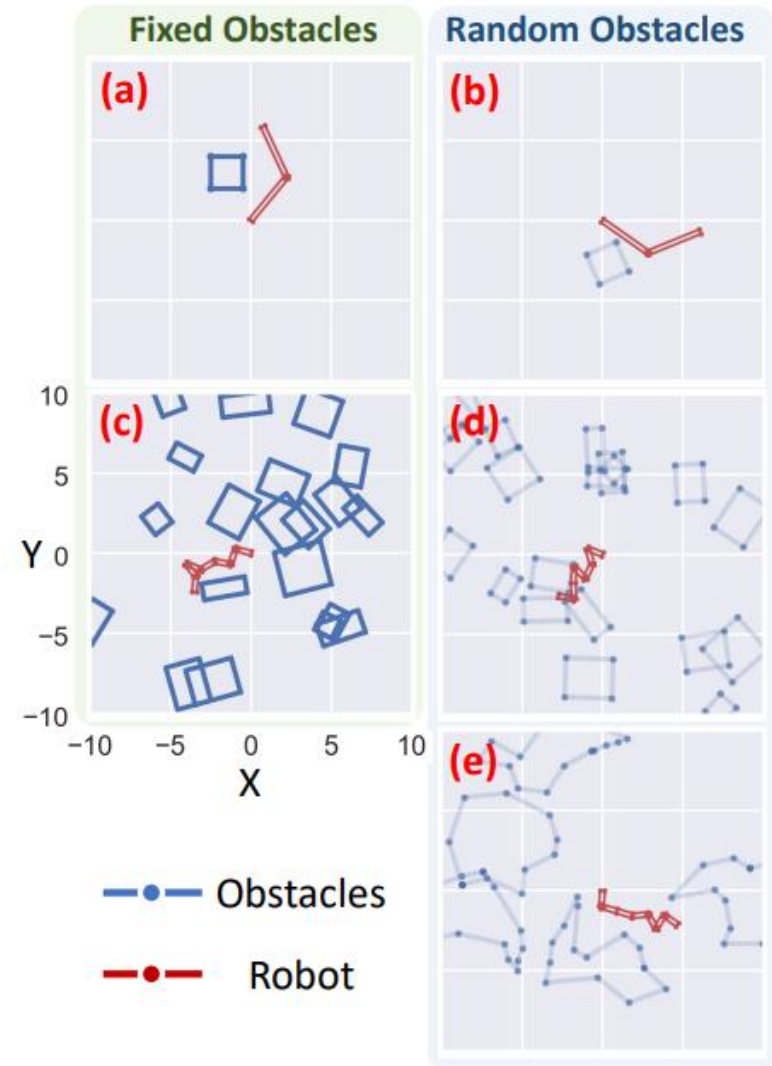 Fixed Obstacles
Random Obstacles
(a)
(b)
(c)
(d)
10
5
Y 0
−5
−10
−10 −5 0 5 10
X
(e)
Obstacles
Robot